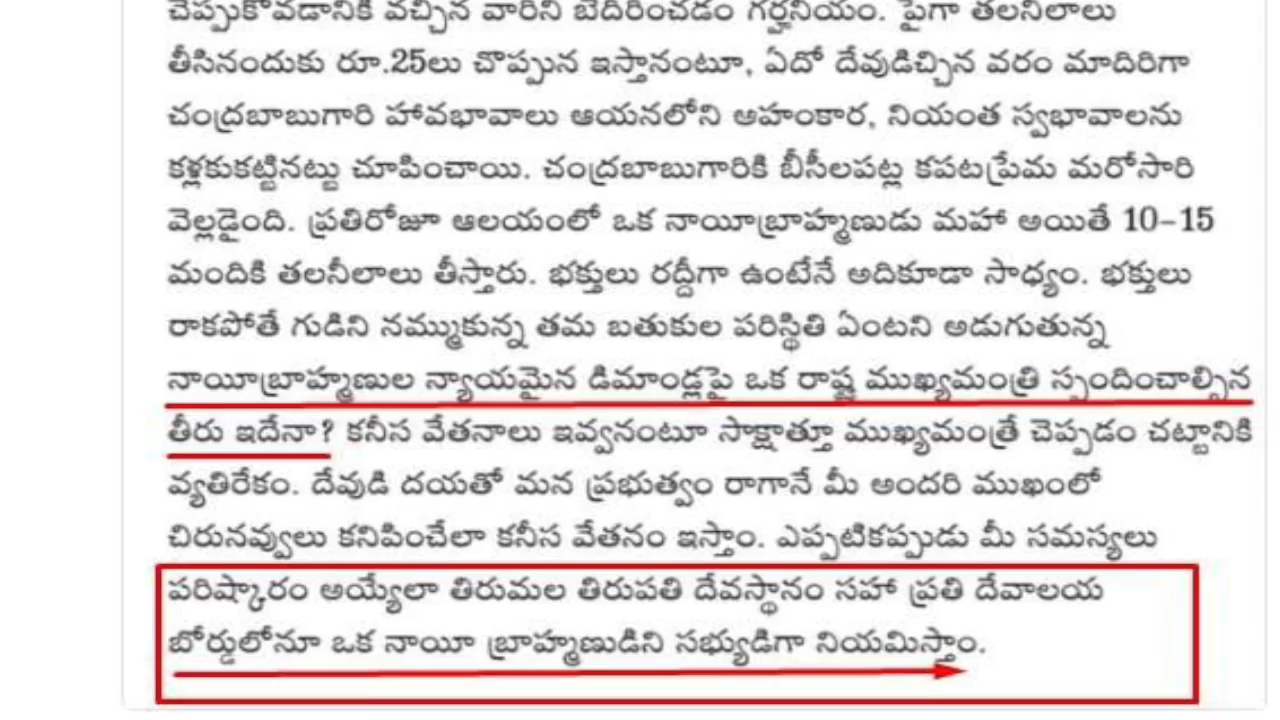 చెప్పుకోవడానికి వచ్చిన వారిని బెదిరించడం గర్హనీయం. పైగా తలనీలాలు
తీసినందుకు రూ.25లు చొప్పున ఇస్తానంటూ, ఏదో దేవుడిచ్చిన వరం మాదిరిగా
చంద్రబాబుగారి హావభావాలు ఆయనలోని అహంకార, నియంత స్వభావాలను
కళ్లకుకట్టినట్టు చూపించాయి. చంద్రబాబుగారికి బీసీలపట్ల కపటప్రేమ మరోసారి
వెల్లడైంది. ప్రతిరోజూ ఆలయంలో ఒక నాయీబ్రాహ్మణుడు మహా అయితే 10–15
మందికి తలనీలాలు తీస్తారు. భక్తులు రద్దీగా ఉంటేనే అదికూడా సాధ్యం. భక్తులు
రాకపోతే గుడిని నమ్ముకున్న తమ బతుకుల పరిస్థితి ఏంటని అడుగుతున్న
నాయీబ్రాహ్మణుల న్యాయమైన డిమాండ్లపై ఒక రాష్ట్ర ముఖ్యమంత్రి స్పందించాల్సిన
తీరు ఇదేనా? కనీస వేతనాలు ఇవ్వనంటూ సాక్షాత్తూ ముఖ్యమంత్రే చెప్పడం చట్టానికి
వ్యతిరేకం. దేవుడి దయతో మన ప్రభుత్వం రాగానే మీ అందరి ముఖంలో
చిరునవ్వులు కనిపించేలా కనీస వేతనం ఇస్తాం. ఎప్పటికప్పుడు మీ సమస్యలు
పరిష్కారం అయ్యేలా తిరుమల తిరుపతి దేవస్థానం సహా ప్రతి దేవాలయ
బోర్డులోనూ ఒక నాయీ బ్రాహ్మణుడిని సభ్యుడిగా నియమిస్తాం.